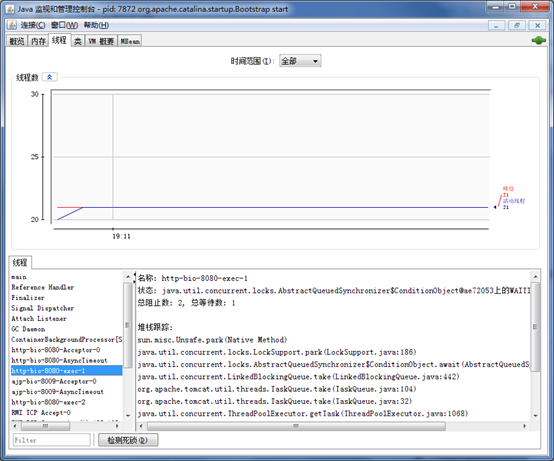 Java 监视和管理控制台 - pid: 7872 org.apache.catalina.startup.Bootstrap start
连接(C) 窗口(W) 帮助(H)
概览 内存 线程 类 VM 概要 MBean
时间范围(I): 全部
线程数
30
25
20
19:11
峰值
21
活动线程
21
线程
main
Reference Handler
Finalizer
Signal Dispatcher
Attach Listener
GC Daemon
ContainerBackgroundProcessor[S
http-bio-8080-Acceptor-0
http-bio-8080-AsyncTimeout
http-bio-8080-exec-1
ajp-bio-8009-Acceptor-0
ajp-bio-8009-AsyncTimeout
http-bio-8080-exec-2
RMI TCP Accept-0
名称: http-bio-8080-exec-1
状态: java.util.concurrent.locks.AbstractQueuedSynchronizer$ConditionObject@ae72053上的WAITI
总阻止数: 2, 总等待数: 1
堆栈跟踪:
sun.misc.Unsafe.park(Native Method)
java.util.concurrent.locks.LockSupport.park(LockSupport.java:186)
java.util.concurrent.locks.AbstractQueuedSynchronizer$ConditionObject.await(AbstractQueuedS
java.util.concurrent.LinkedBlockingQueue.take(LinkedBlockingQueue.java:442)
org.apache.tomcat.util.threads.TaskQueue.take(TaskQueue.java:104)
org.apache.tomcat.util.threads.TaskQueue.take(TaskQueue.java:32)
java.util.concurrent.ThreadPoolExecutor.getTask(ThreadPoolExecutor.java:1068)
Filter
检测死锁(D)